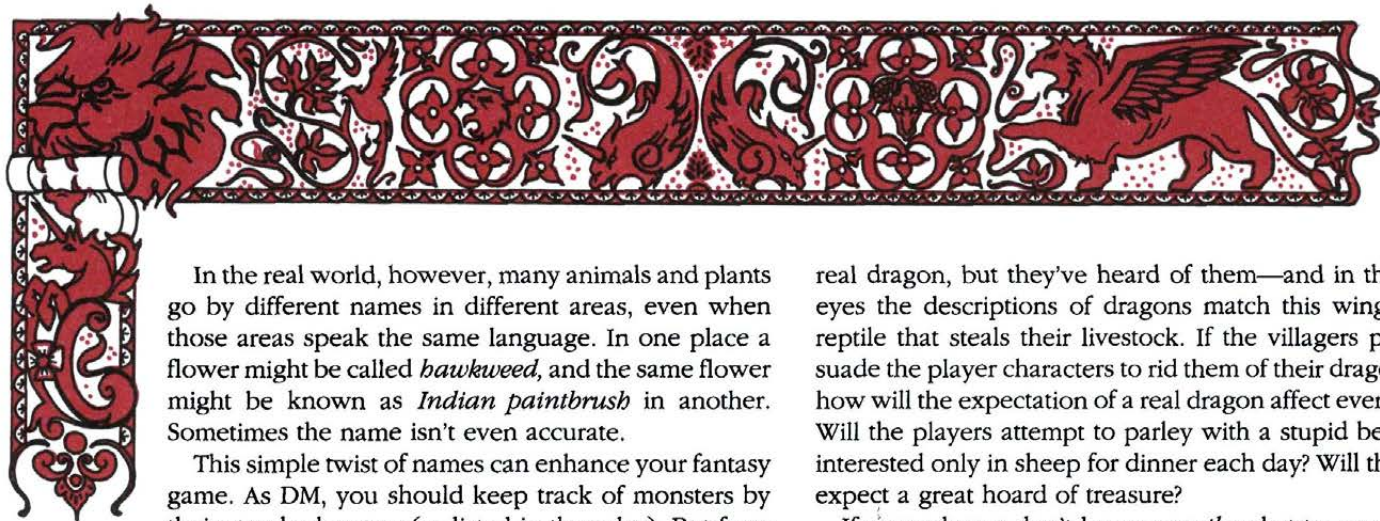 In the real world, however, many animals and plants
go by different names in different areas, even when
those areas speak the same language. In one place a
flower might be called hawkweed, and the same flower
might be known as Indian paintbrush in another.
Sometimes the name isn't even accurate.
This simple twist of names can enhance your fantasy
game. As DM, you should keep track of monsters by
real dragon, but they've heard of them—and in th
eyes the descriptions of dragons match this wing
reptile that steals their livestock. If the villagers p
suade the player characters to rid them of their drago
how will the expectation of a real dragon affect even
Will the players attempt to parley with a stupid be
interested only in sheep for dinner each day? Will th
expect a great hoard of treasure?